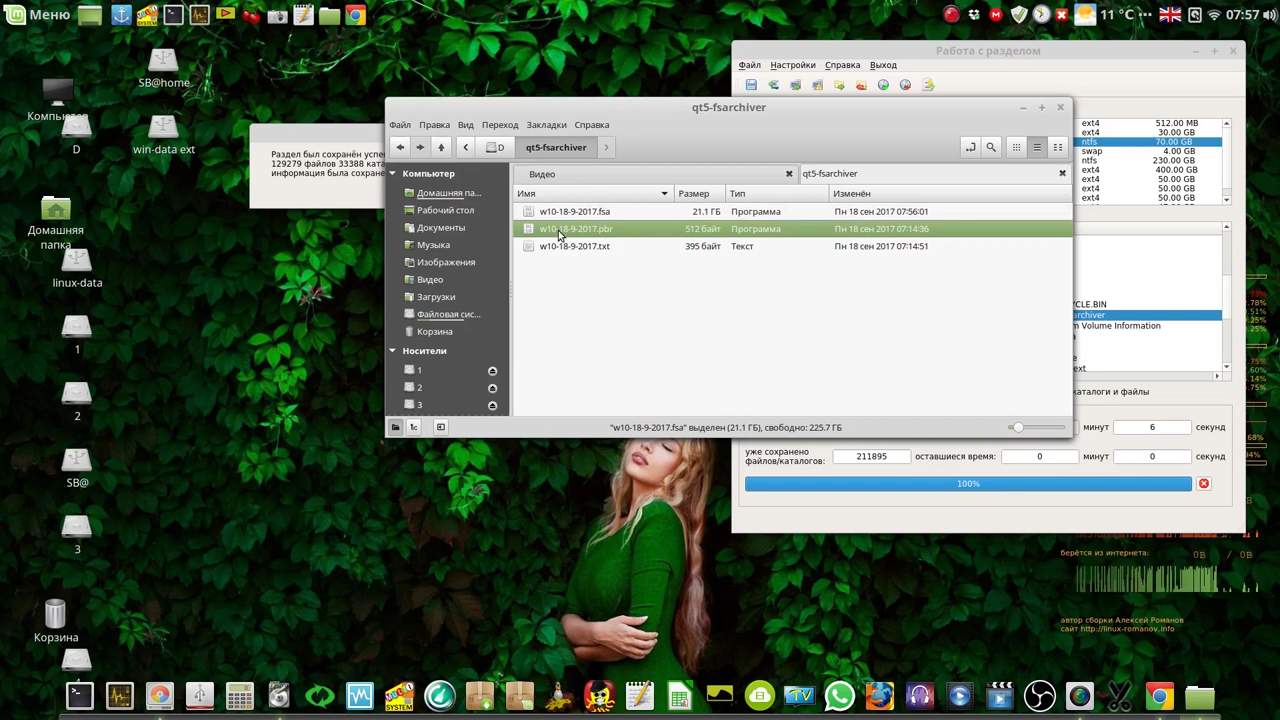 Меню
11 °C
07:57
SB@home
Компьютер
D
win-data ext
Домашняя
папка
linux-data
1
2
SB@
3
Корзина
4
Раздел был сохранён
129279 файлов 33388
информация была
Работа с разделом
Файл Настройки Справка Выход
ext4 512.00 MB
ext4 30.00 GB
ntfs 70.00 GB
swap 4.00 GB
ntfs 230.00 GB
ext4 400.00 GB
ext4 50.00 GB
ext4 50.00 GB
ext4 50.00 GB
YCLE.BIN
archiver
m Volume Information
ext
каталоги и файлы
минут 6 секунд
уже сохранено
файлы/каталогов: 211895 оставшиеся время: 0 минут 0 секунд
100%
qt5-fsarchiver
Файл Правка Вид Переход Закладки Справка
D qt5-fsarchiver
Компьютер
Домашняя па...
Рабочий стол
Документы
Музыка
Изображения
Видео
Загрузки
Файловая сис...
Корзина
Носители
1
2
3
Видео qt5-fsarchiver
Имя Размер Тип Изменён
w10-18-9-2017.fsa 21.1 ГБ Программа Пн 18 сен 2017 07:56:01
w10-18-9-2017.pbr 512 байт Программа Пн 18 сен 2017 07:14:36
w10-18-9-2017.txt 395 байт Текст Пн 18 сен 2017 07:14:51
"w10-18-9-2017.fsa" выделен (21.1 ГБ), свободно: 225.7 ГБ
берётся из интернета: 0B / 0B
автор сборки Алексей Романов
сайт http://linux-romanov.info
TV